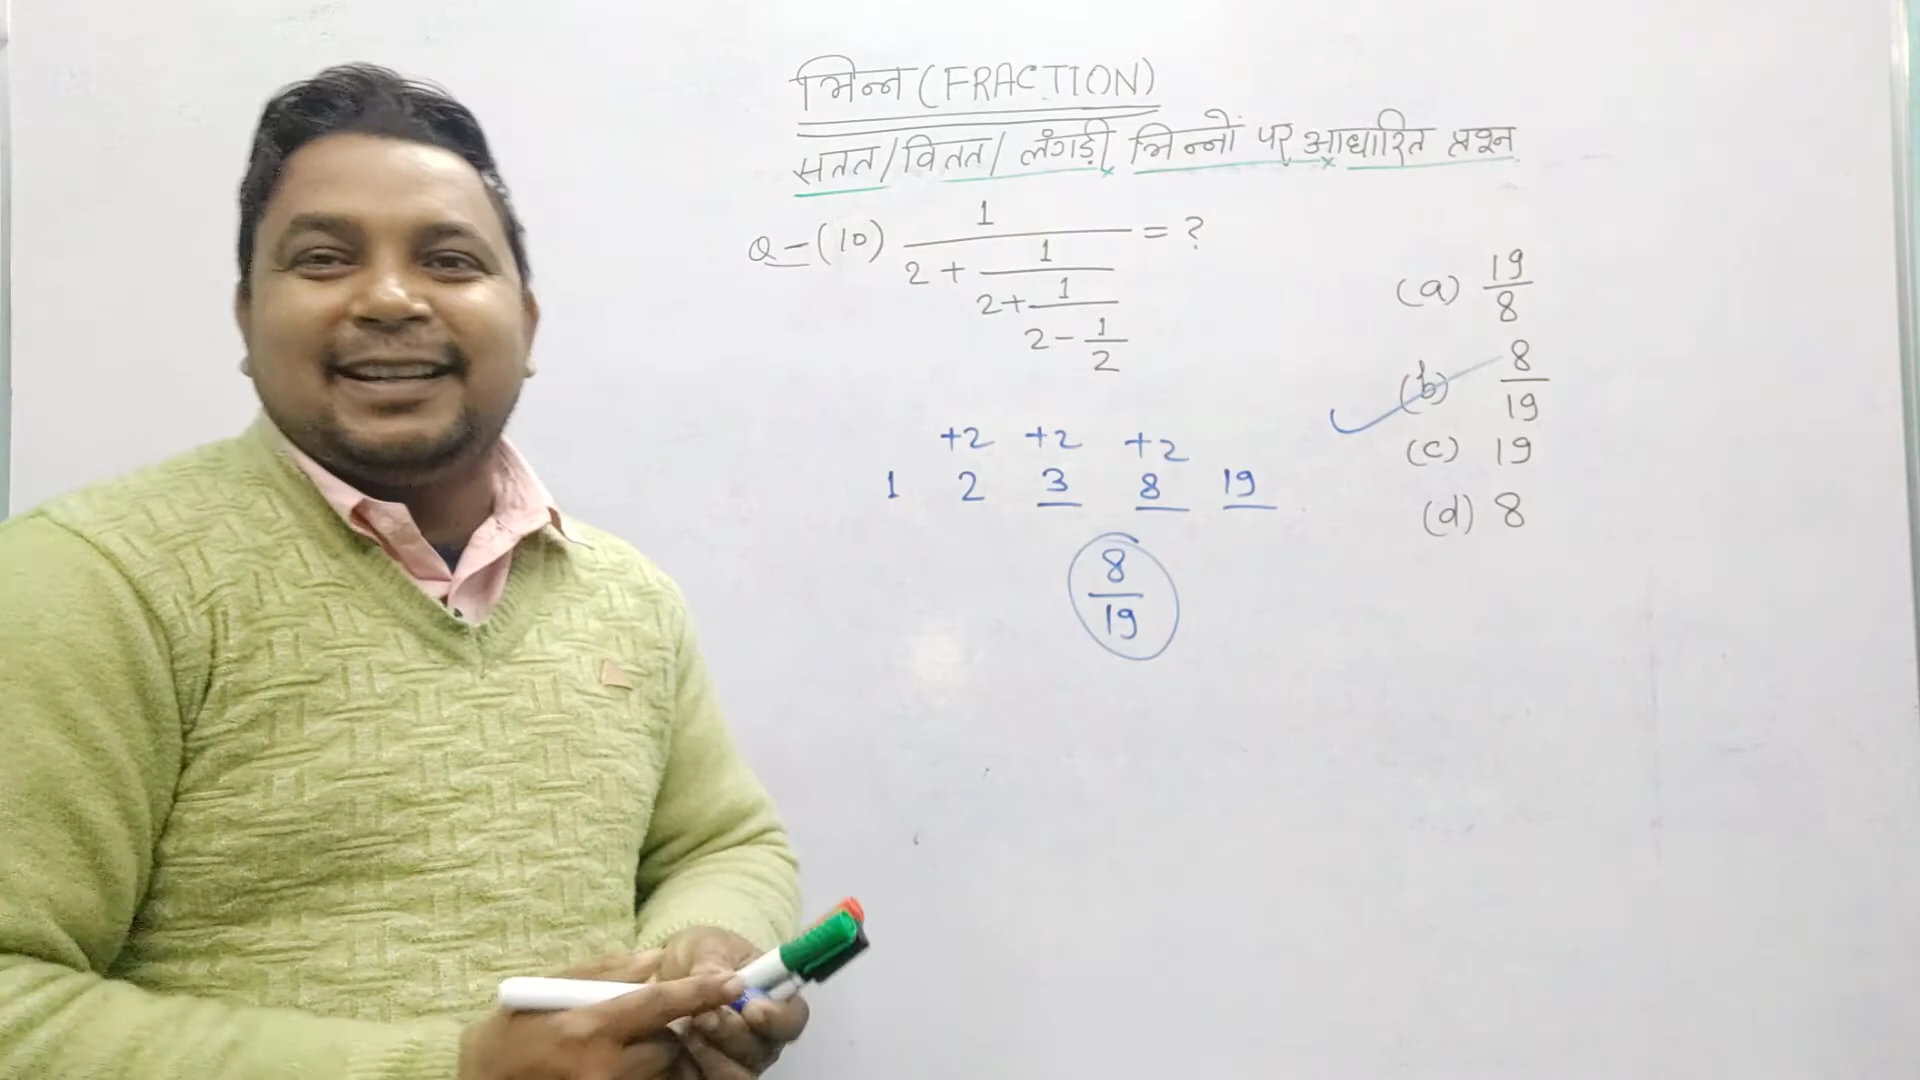 भिन्न (FRACTION)
सतत/वितत/लंगड़ी भिन्नों पर आधारित प्रश्न
Q-(10) 1 = ?
2 + 1
2 + 1
2 - 1
2
(a) 19
8
(b) 8
19
(c) 19
(d) 8
+2 +2 +2
1 2 3 8 19
8
19